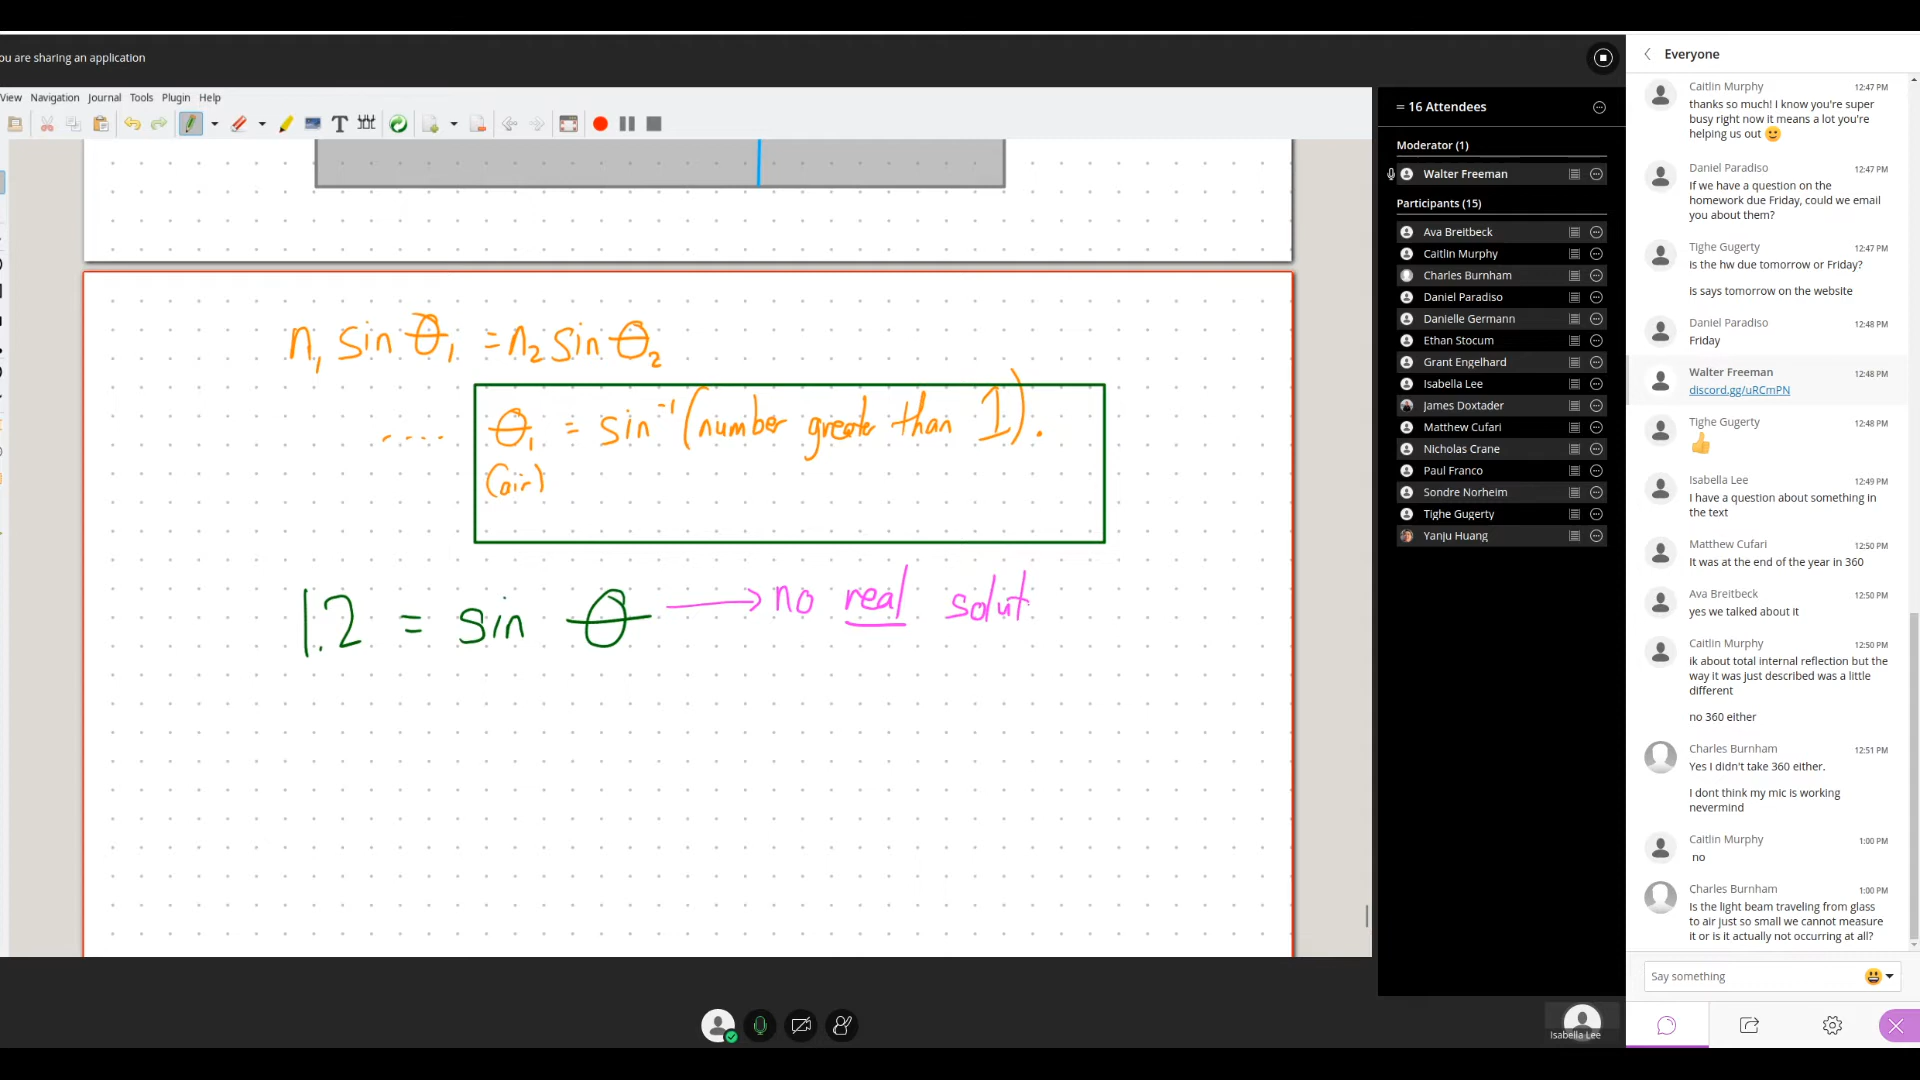 ou are sharing an application
View Navigation Journal Tools Plugin Help
n₁ sin θ₁ = n₂ sin θ₂
.... θ₁ = sin⁻¹ (number greater than 1).
(air)
1.2 = sin θ → no real solut
16 Attendees
Moderator (1)
Walter Freeman
Participants (15)
Ava Breitbeck
Caitlin Murphy
Charles Burnham
Daniel Paradiso
Danielle Germann
Ethan Stocum
Grant Engelhard
Isabella Lee
James Doxtader
Matthew Cufari
Nicholas Crane
Paul Franco
Sondre Norheim
Tighe Gugerty
Yanju Huang
Isabella Lee
Everyone
Caitlin Murphy 12:47 PM
thanks so much! I know you're super
busy right now it means a lot you're
helping us out 🙂
Daniel Paradiso 12:47 PM
If we have a question on the
homework due Friday, could we email
you about them?
Tighe Gugerty 12:47 PM
is the hw due tomorrow or Friday?
is says tomorrow on the website
Daniel Paradiso 12:48 PM
Friday
Walter Freeman 12:48 PM
discord.gg/uRCmPN
Tighe Gugerty 12:48 PM
👍
Isabella Lee 12:49 PM
I have a question about something in
the text
Matthew Cufari 12:50 PM
It was at the end of the year in 360
Ava Breitbeck 12:50 PM
yes we talked about it
Caitlin Murphy 12:50 PM
ik about total internal reflection but the
way it was just described was a little
different
no 360 either
Charles Burnham 12:51 PM
Yes I didn't take 360 either.
I dont think my mic is working
nevermind
Caitlin Murphy 1:00 PM
no
Charles Burnham 1:00 PM
Is the light beam traveling from glass
to air just so small we cannot measure
it or is it actually not occurring at all?
Say something